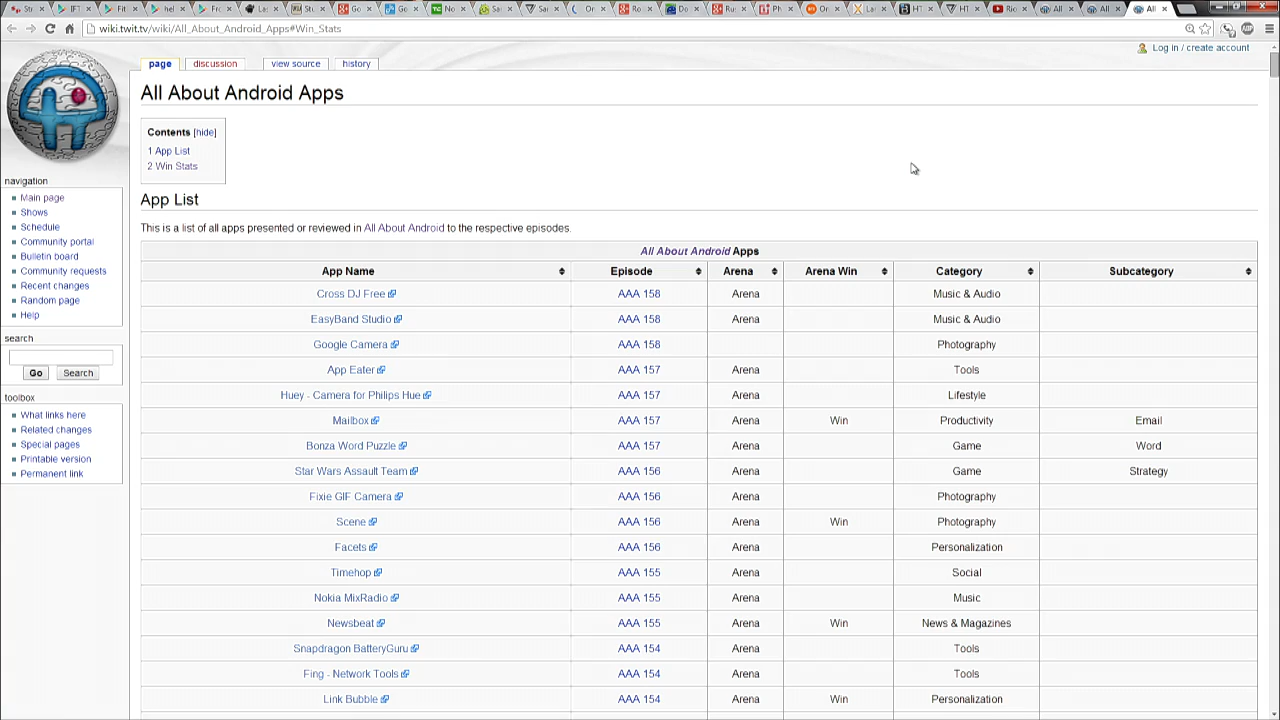 wiki.twit.tv/wiki/All_About_Android_Apps#Win_Stats
Log in / create account
page discussion view source history
All About Android Apps
Contents [hide]
1 App List
2 Win Stats
navigation
Main page
Shows
Schedule
Community portal
Bulletin board
Community requests
Recent changes
Random page
Help
search
Go Search
toolbox
What links here
Related changes
Special pages
Printable version
Permanent link
App List
This is a list of all apps presented or reviewed in All About Android to the respective episodes.
All About Android Apps
App Name Episode Arena Arena Win Category Subcategory
Cross DJ Free AAA 158 Arena Music & Audio
EasyBand Studio AAA 158 Arena Music & Audio
Google Camera AAA 158 Photography
App Eater AAA 157 Arena Tools
Huey - Camera for Philips Hue AAA 157 Arena Lifestyle
Mailbox AAA 157 Arena Win Productivity Email
Bonza Word Puzzle AAA 157 Arena Game Word
Star Wars Assault Team AAA 156 Arena Game Strategy
Fixie GIF Camera AAA 156 Arena Photography
Scene AAA 156 Arena Win Photography
Facets AAA 156 Arena Personalization
Timehop AAA 155 Arena Social
Nokia MixRadio AAA 155 Arena Music
Newsbeat AAA 155 Arena Win News & Magazines
Snapdragon BatteryGuru AAA 154 Arena Tools
Fing - Network Tools AAA 154 Arena Tools
Link Bubble AAA 154 Arena Win Personalization